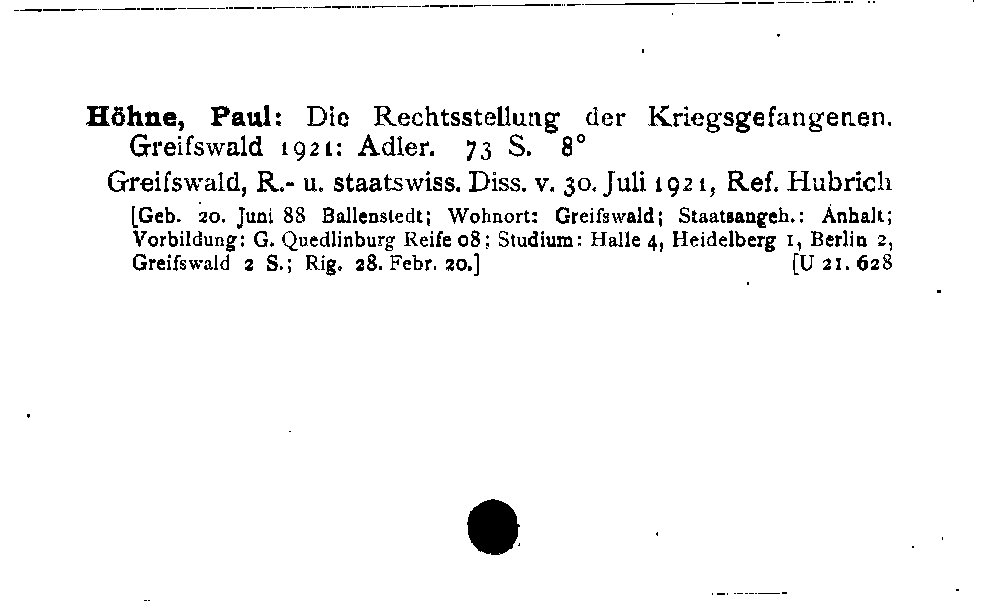 Höhne, Paul: Die Rechtsstellung der Kriegsgefangenen.
Greifswald 1921: Adler. 73 S. 8°
Greifswald, R.- u. staatswiss. Diss. v. 30. Juli 1921, Ref. Hubrich
[Geb. 20. Juni 88 Ballenstedt; Wohnort: Greifswald; Staatsangeh.: Anhalt;
Vorbildung: G. Quedlinburg Reife 08; Studium: Halle 4, Heidelberg 1, Berlin 2,
Greifswald 2 S.; Rig. 28. Febr. 20.] [U 21. 628